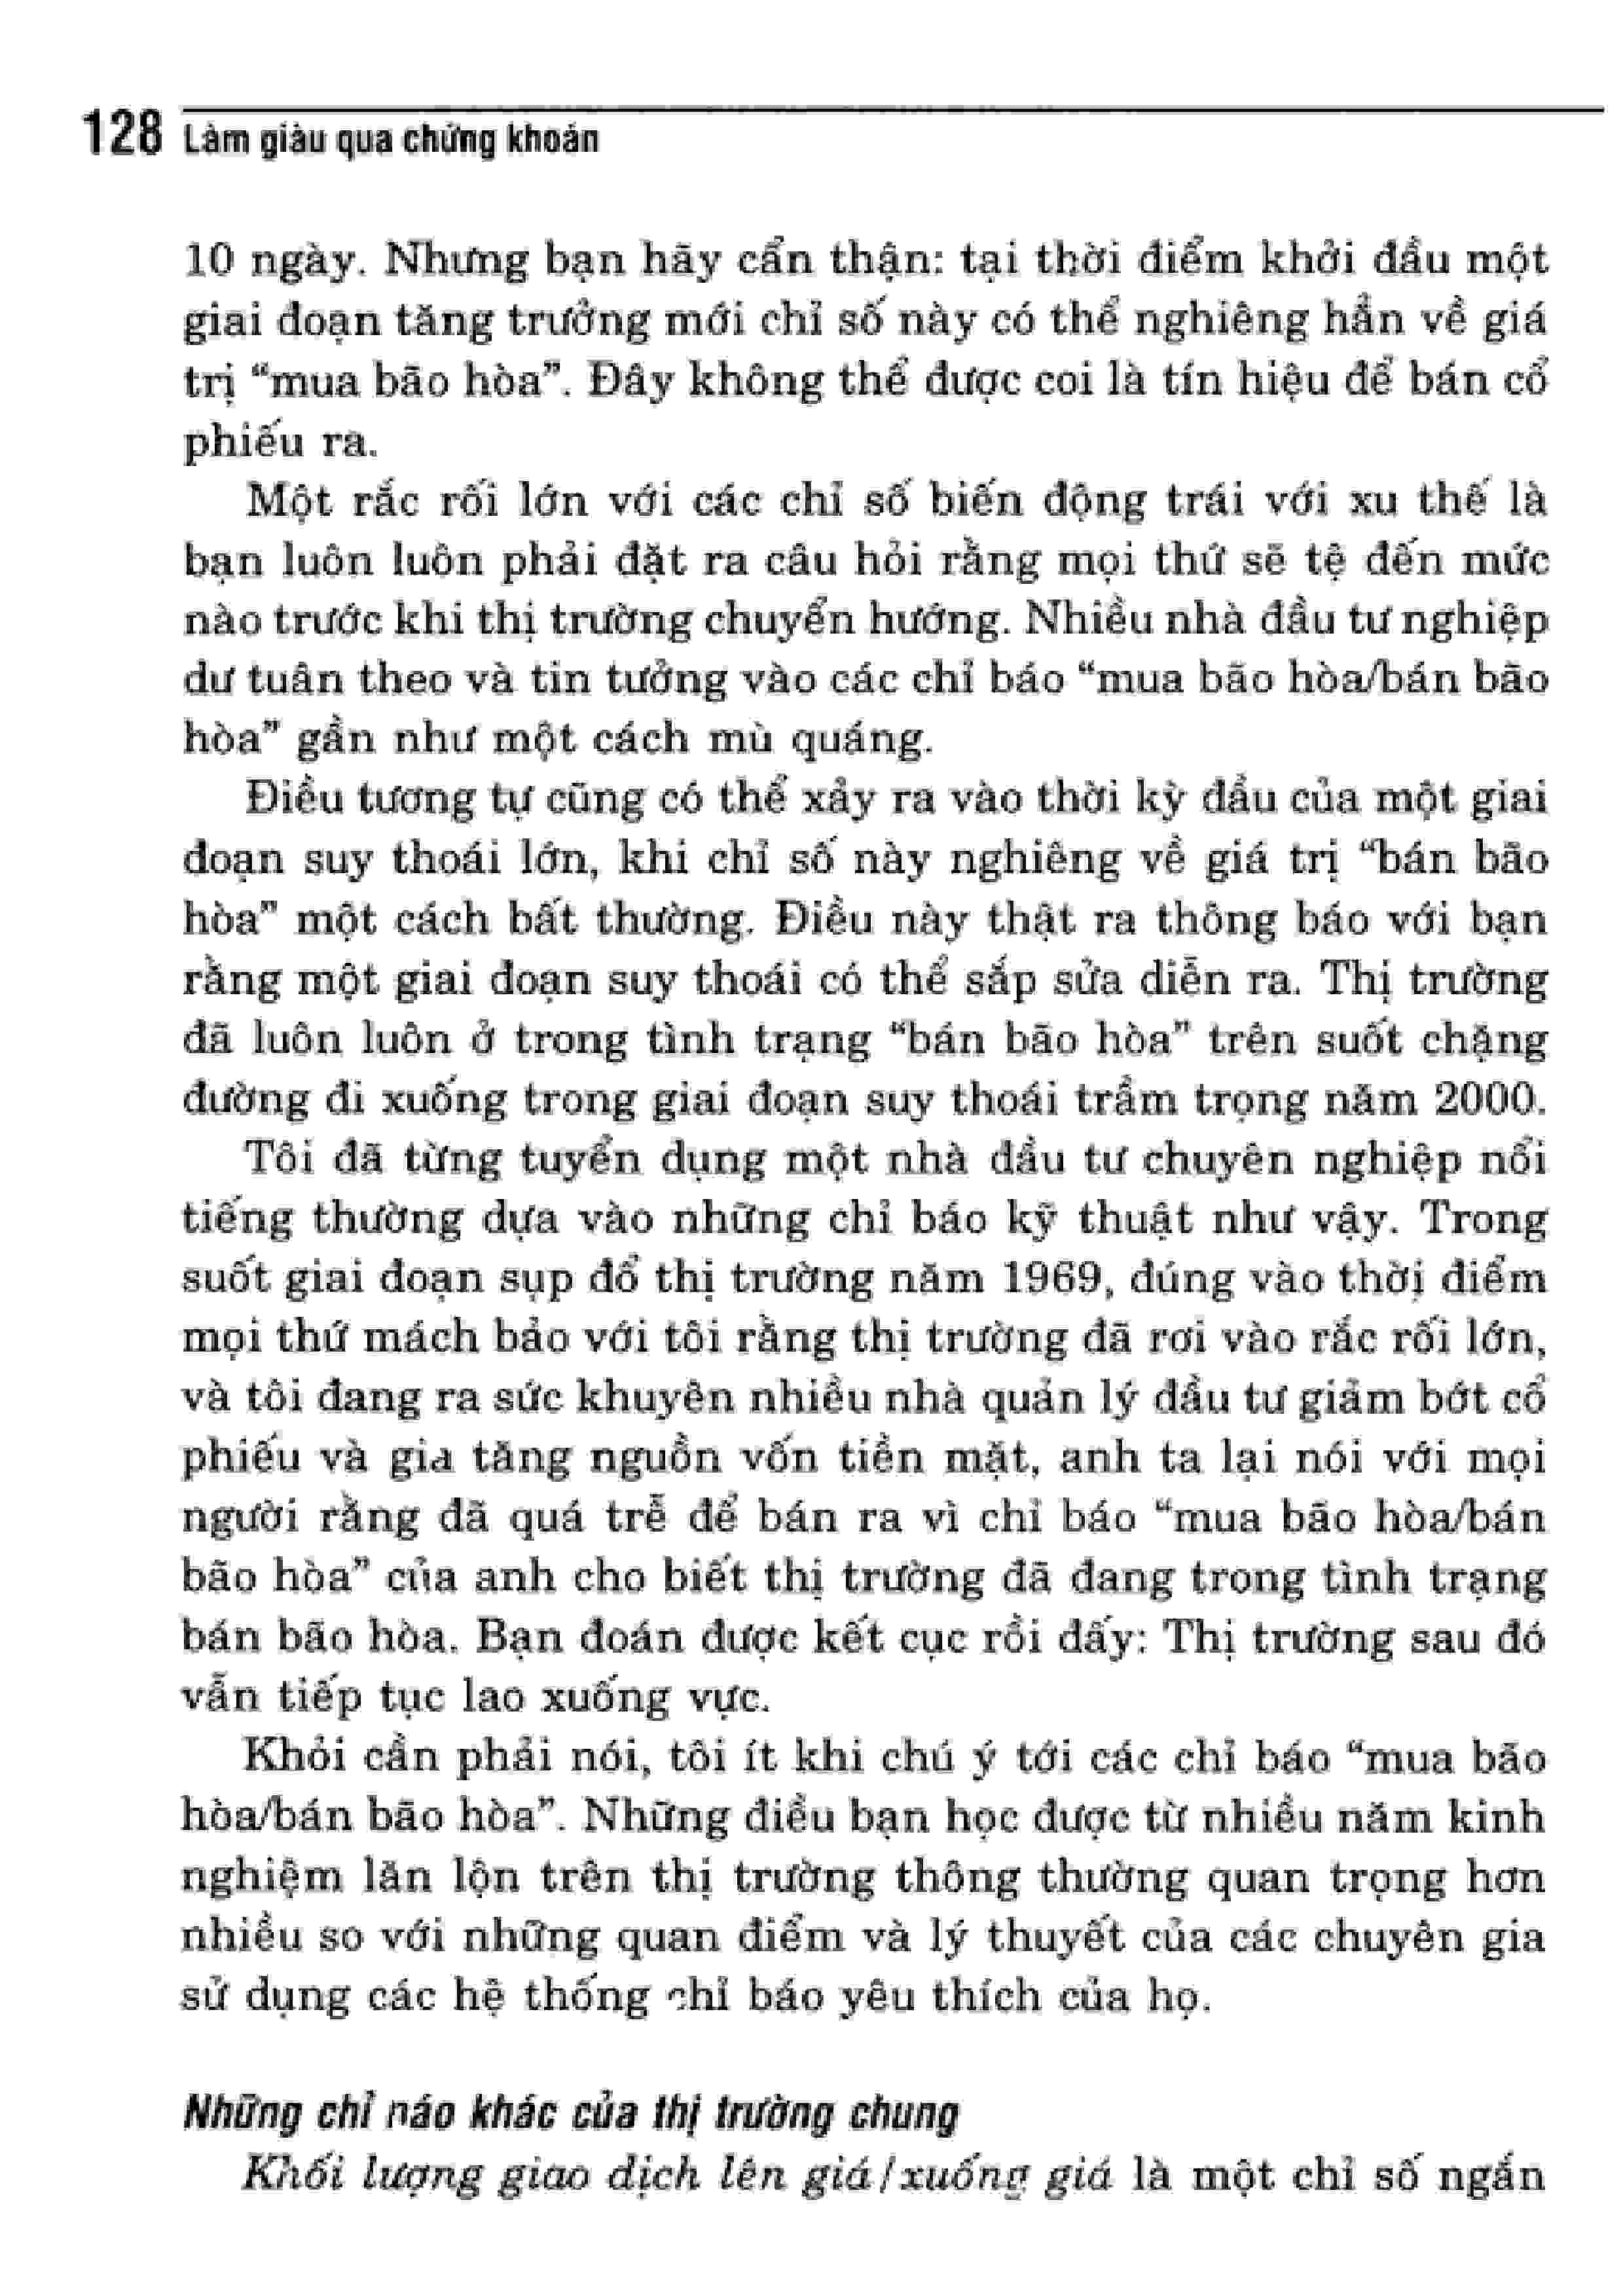 128 Làm giàu qua chứng khoán
10 ngày. Nhưng bạn hãy cẩn thận: tại thời điểm khởi đầu một
giai đoạn tăng trưởng mới chỉ số này có thể nghiêng hẳn về giá
trị “mua bão hòa”. Đây không thể được coi là tín hiệu để bán cổ
phiếu ra.
Một rắc rối lớn với các chỉ số biến động trái với xu thế là
bạn luôn luôn phải đặt ra câu hỏi rằng mọi thứ sẽ tệ đến mức
nào trước khi thị trường chuyển hướng. Nhiều nhà đầu tư nghiệp
dư tuân theo và tin tưởng vào các chỉ báo “mua bão hòa/bán bão
hòa” gần như một cách mù quáng.
Điều tương tự cũng có thể xảy ra vào thời kỳ đầu của một giai
đoạn suy thoái lớn, khi chỉ số này nghiêng về giá trị “bán bão
hòa” một cách bất thường. Điều này thật ra thông báo với bạn
rằng một giai đoạn suy thoái có thể sắp sửa diễn ra. Thị trường
đã luôn luôn ở trong tình trạng “bán bão hòa” trên suốt chặng
đường đi xuống trong giai đoạn suy thoái trầm trọng năm 2000.
Tôi đã từng tuyển dụng một nhà đầu tư chuyên nghiệp nổi
tiếng thường dựa vào những chỉ báo kỹ thuật như vậy. Trong
suốt giai đoạn sụp đổ thị trường năm 1969, đúng vào thời điểm
mọi thứ mách bảo với tôi rằng thị trường đã rơi vào rắc rối lớn,
và tôi đang ra sức khuyên nhiều nhà quản lý đầu tư giảm bớt cổ
phiếu và gia tăng nguồn vốn tiền mặt, anh ta lại nói với mọi
người rằng đã quá trễ để bán ra vì chỉ báo “mua bão hòa/bán
bão hòa” của anh cho biết thị trường đã đang trong tình trạng
bán bão hòa. Bạn đoán được kết cục rồi đấy: Thị trường sau đó
vẫn tiếp tục lao xuống vực.
Khỏi cần phải nói, tôi ít khi chú ý tới các chỉ báo “mua bão
hòa/bán bão hòa”. Những điều bạn học được từ nhiều năm kinh
nghiệm lăn lộn trên thị trường thông thường quan trọng hơn
nhiều so với những quan điểm và lý thuyết của các chuyên gia
sử dụng các hệ thống chỉ báo yêu thích của họ.
Những chỉ báo khác của thị trường chung
Khối lượng giao dịch lên giá/xuống giá là một chỉ số ngắn